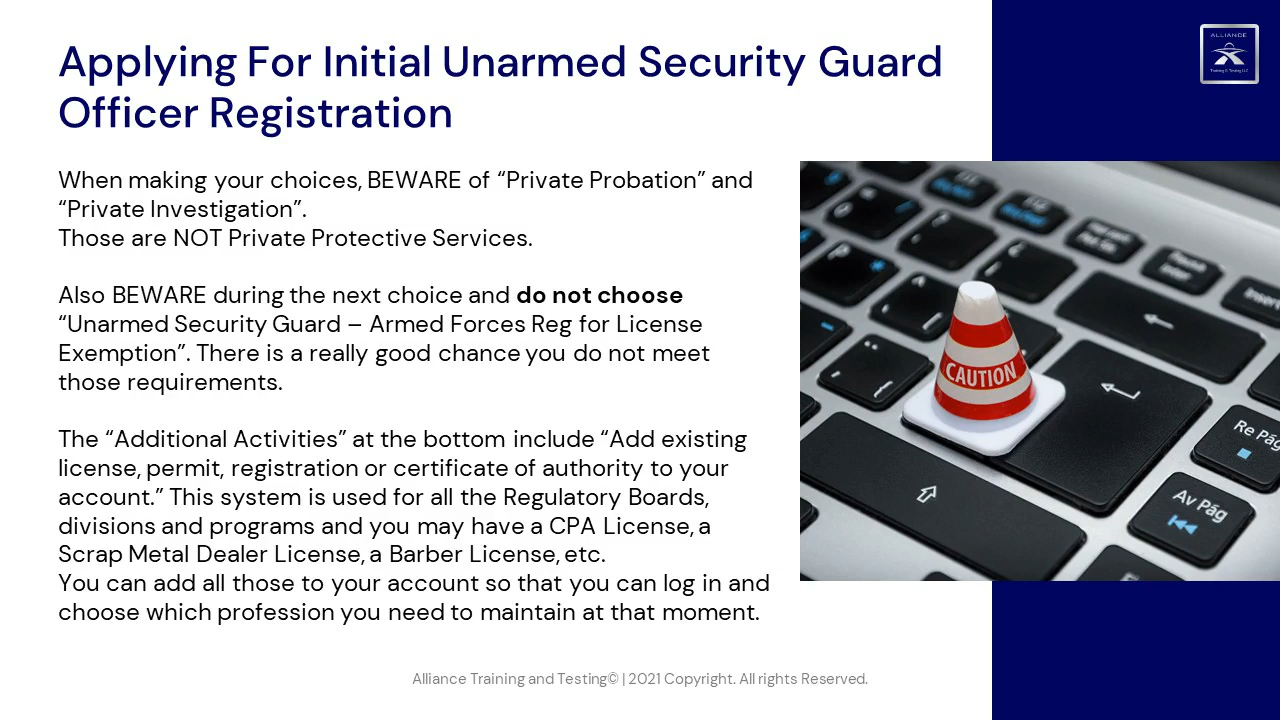 Applying For Initial Unarmed Security Guard
Officer Registration
ALLIANCE
Training & Testing LLC
When making your choices, BEWARE of “Private Probation” and
“Private Investigation”.
Those are NOT Private Protective Services.
Also BEWARE during the next choice and do not choose
“Unarmed Security Guard – Armed Forces Reg for License
Exemption”. There is a really good chance you do not meet
those requirements.
The “Additional Activities” at the bottom include “Add existing
license, permit, registration or certificate of authority to your
account.” This system is used for all the Regulatory Boards,
divisions and programs and you may have a CPA License, a
Scrap Metal Dealer License, a Barber License, etc.
You can add all those to your account so that you can log in and
choose which profession you need to maintain at that moment.
CAUTION
Re Pág
Av Pág
Alliance Training and Testing© | 2021 Copyright. All rights Reserved.